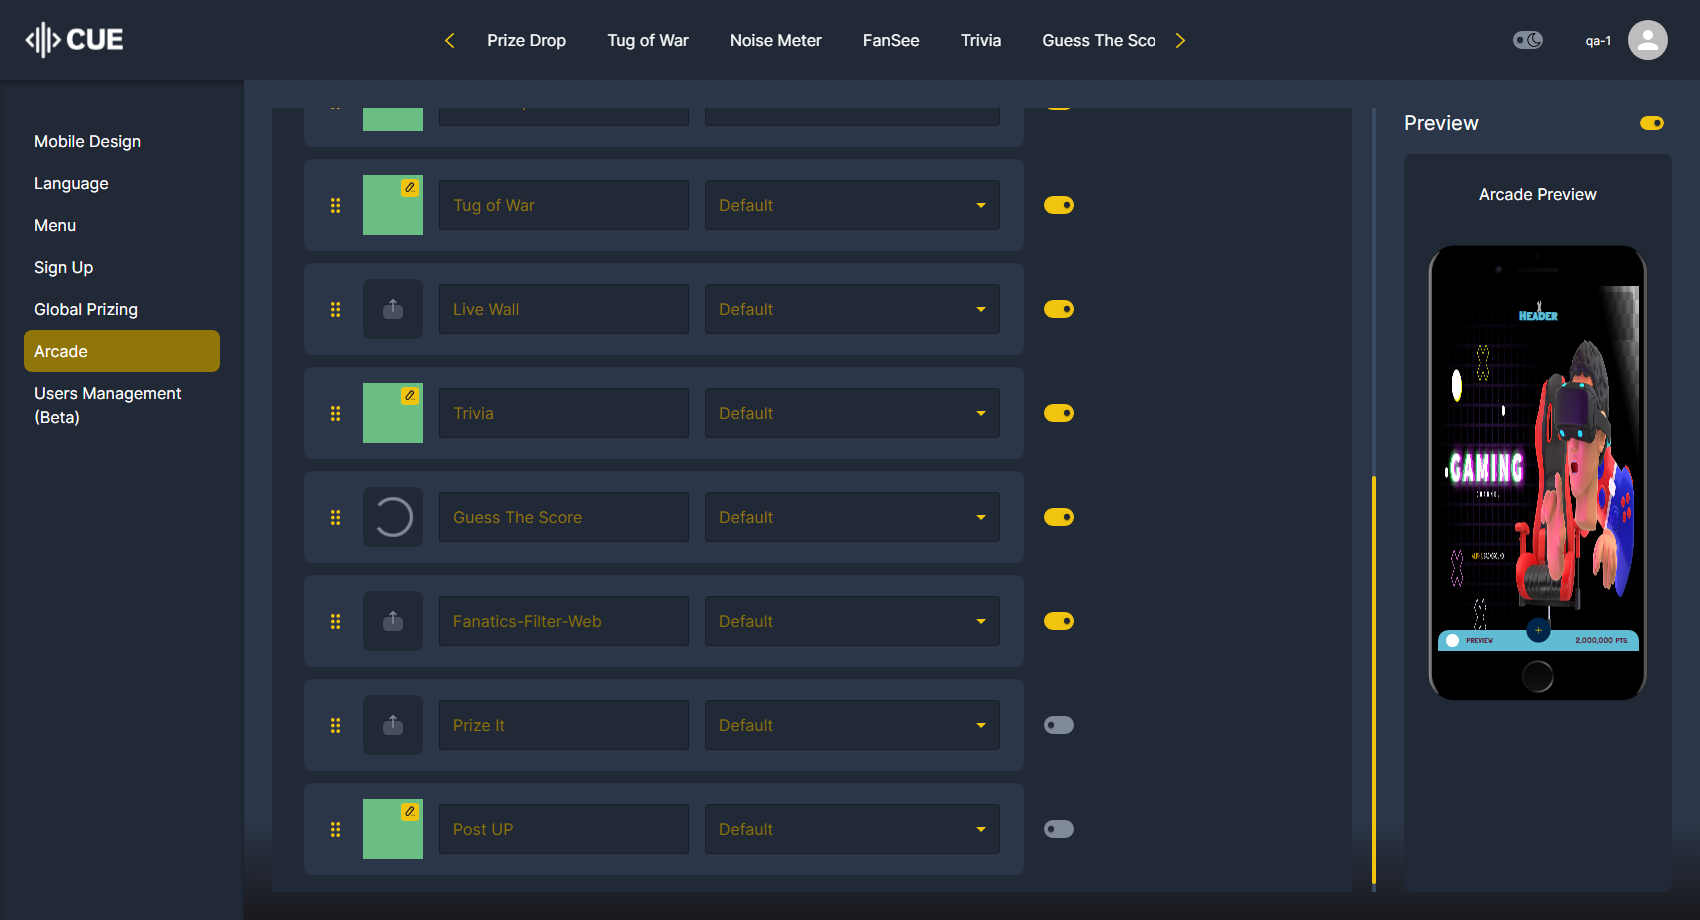 CUE
Prize Drop
Tug of War
Noise Meter
FanSee
Trivia
Guess The Sco
qa-1
Mobile Design
Language
Menu
Sign Up
Global Prizing
Arcade
Users Management
(Beta)
Tug of War
Default
Live Wall
Default
Trivia
Default
Guess The Score
Default
Fanatics-Filter-Web
Default
Prize It
Default
Post UP
Default
Preview
Arcade Preview
HEADER
GAMING
PREVIEW
2,000,000 PTS.